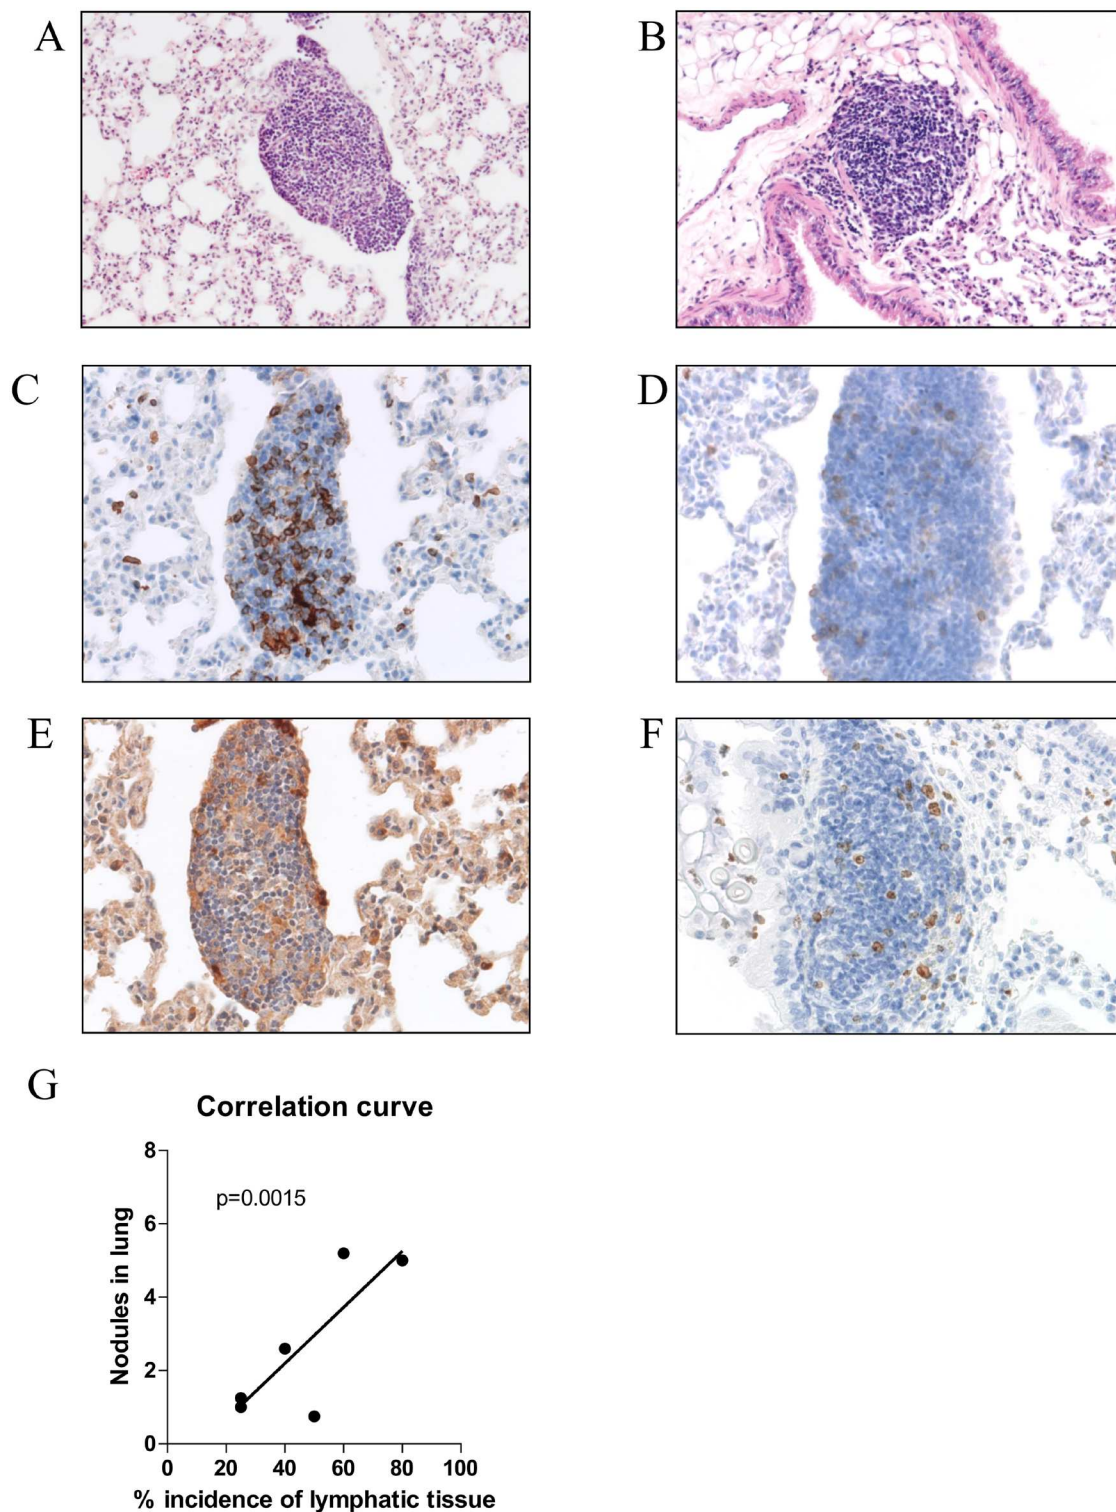 A
B
C
D
E
F
G
Correlation curve
p=0.0015
Nodules in lung
8
6
4
2
0
0 20 40 60 80 100
% incidence of lymphatic tissue